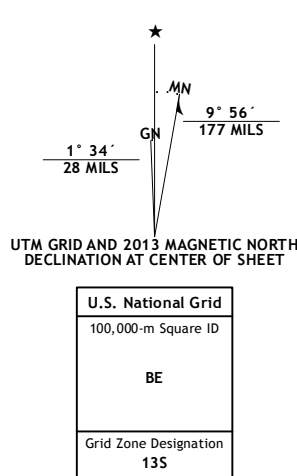 ★
MN
GN
9° 56´
177 MILS
1° 34´
28 MILS
UTM GRID AND 2013 MAGNETIC NORTH
DECLINATION AT CENTER OF SHEET
U.S. National Grid
100,000-m Square ID
BE
Grid Zone Designation
13S